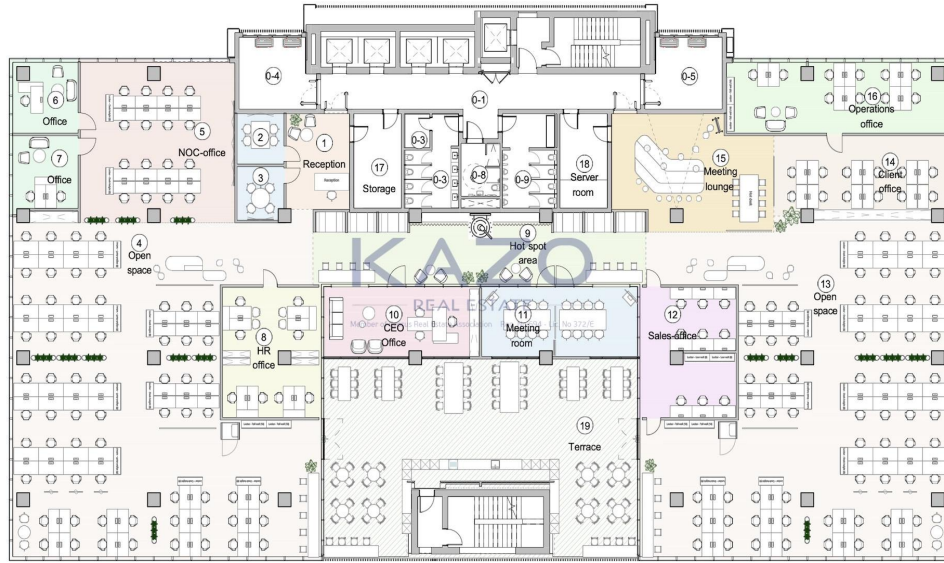 0-4
0-5
0-1
6
Office
5
NOC-office
7
Office
2
3
1
Reception
17
Storage
0-3
0-3
0-8
0-9
18
Server
room
15
Meeting
lounge
16
Operations
office
14
Client
office
4
Open
space
9
Hot spot
area
KAZO
REAL ESTATE
13
Open
space
8
HR
office
10
CEO
Office
11
Meeting
room
12
Sales-office
19
Terrace